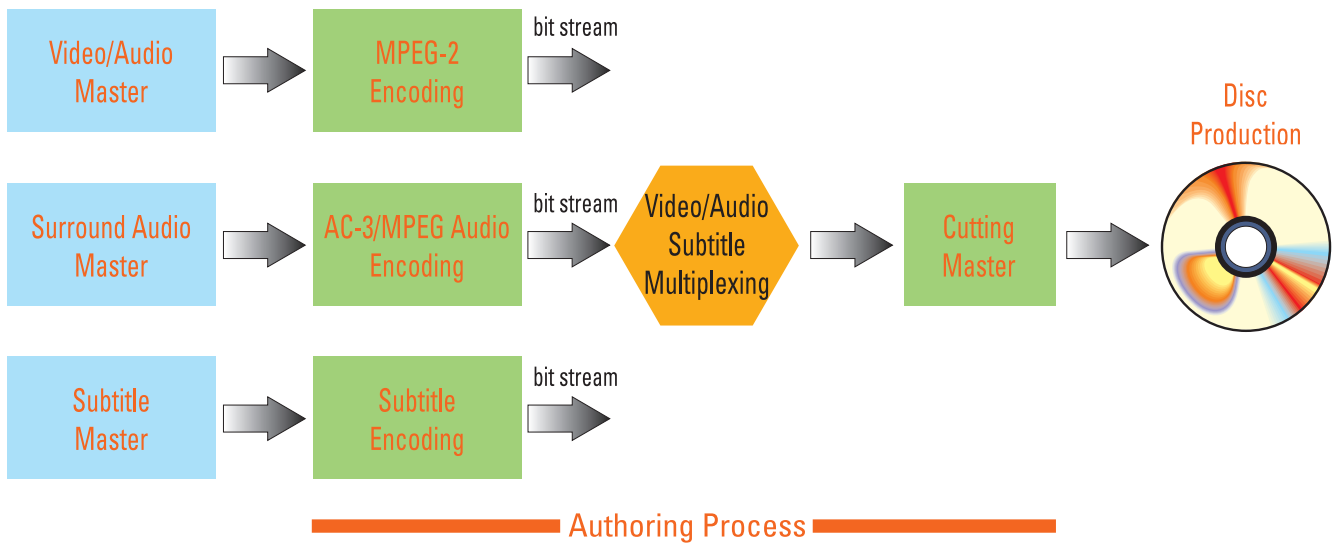 Video/Audio
Master
MPEG-2
Encoding
bit stream
Surround Audio
Master
AC-3/MPEG Audio
Encoding
bit stream
Video/Audio
Subtitle
Multiplexing
Cutting
Master
Disc
Production
Subtitle
Master
Subtitle
Encoding
bit stream
Authoring Process